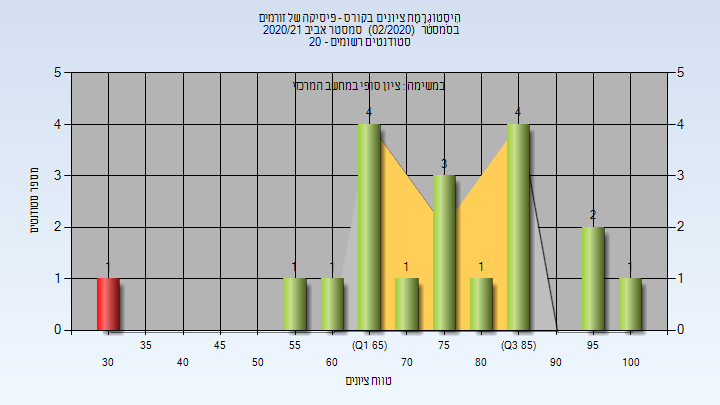 היסטוגרמת ציונים בקורס - פיסיקה של זורמים
בסמסטר (02/2020) סמסטר אביב 2020/21
סטודנטים רשומים - 20
במשימה : ציון סופי במחשב המרכזי
מספר סטודנטים
5 5
4 4
3 3
2 2
1 1
0 0
1 1 1 4 1 3 1 4 2 1
35 45 55 (Q1 65) 75 (Q3 85) 95
30 40 50 60 70 80 90 100
טווח ציונים